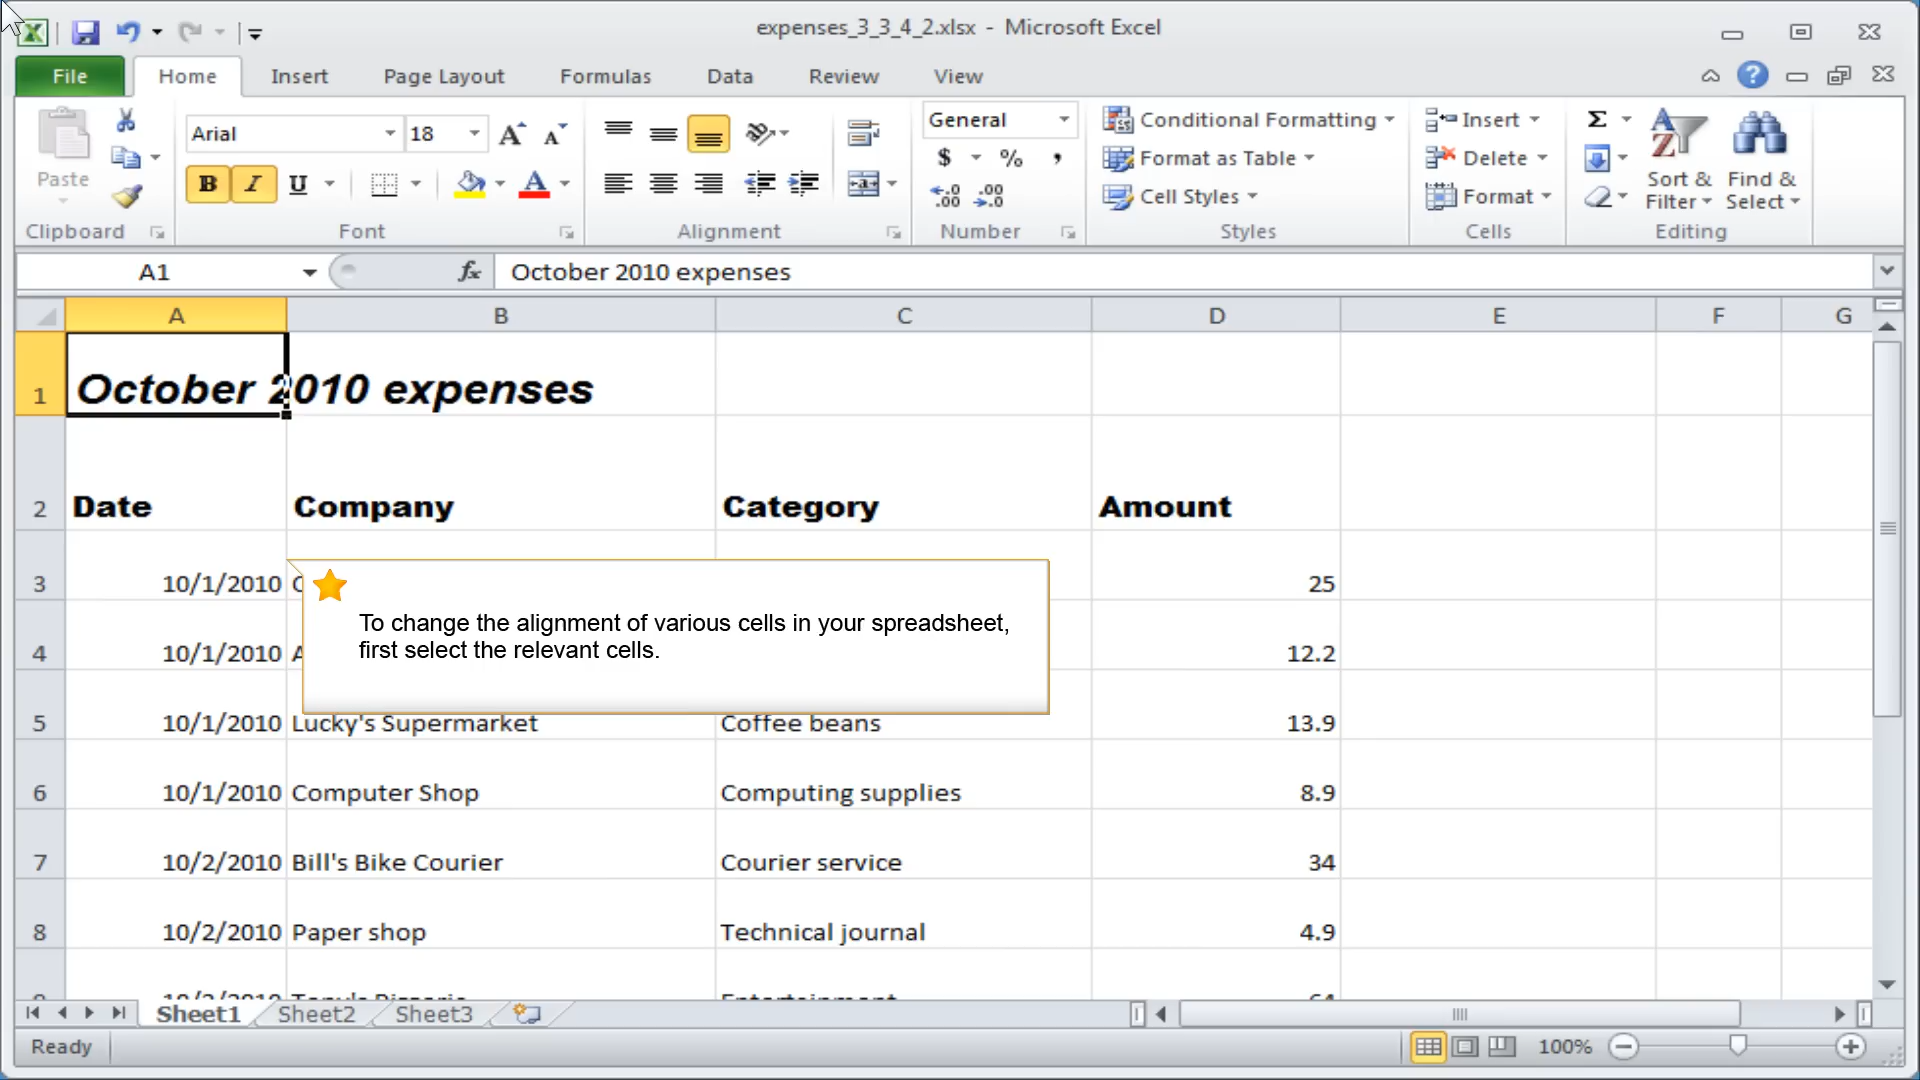 expenses_3_3_4_2.xlsx - Microsoft Excel
File Home Insert Page Layout Formulas Data Review View
Paste
Clipboard
Arial 18
B I U
Font
Alignment
General
$ % ,
Number
Conditional Formatting
Format as Table
Cell Styles
Styles
Insert
Delete
Format
Cells
Sort & Filter
Find & Select
Editing
A1 fx October 2010 expenses
A B C D E F G
1 October 2010 expenses
2 Date Company Category Amount
3 10/1/2010 25
4 10/1/2010 12.2
To change the alignment of various cells in your spreadsheet,
first select the relevant cells.
5 10/1/2010 Lucky's Supermarket Coffee beans 13.9
6 10/1/2010 Computer Shop Computing supplies 8.9
7 10/2/2010 Bill's Bike Courier Courier service 34
8 10/2/2010 Paper shop Technical journal 4.9
Sheet1 Sheet2 Sheet3
Ready 100%